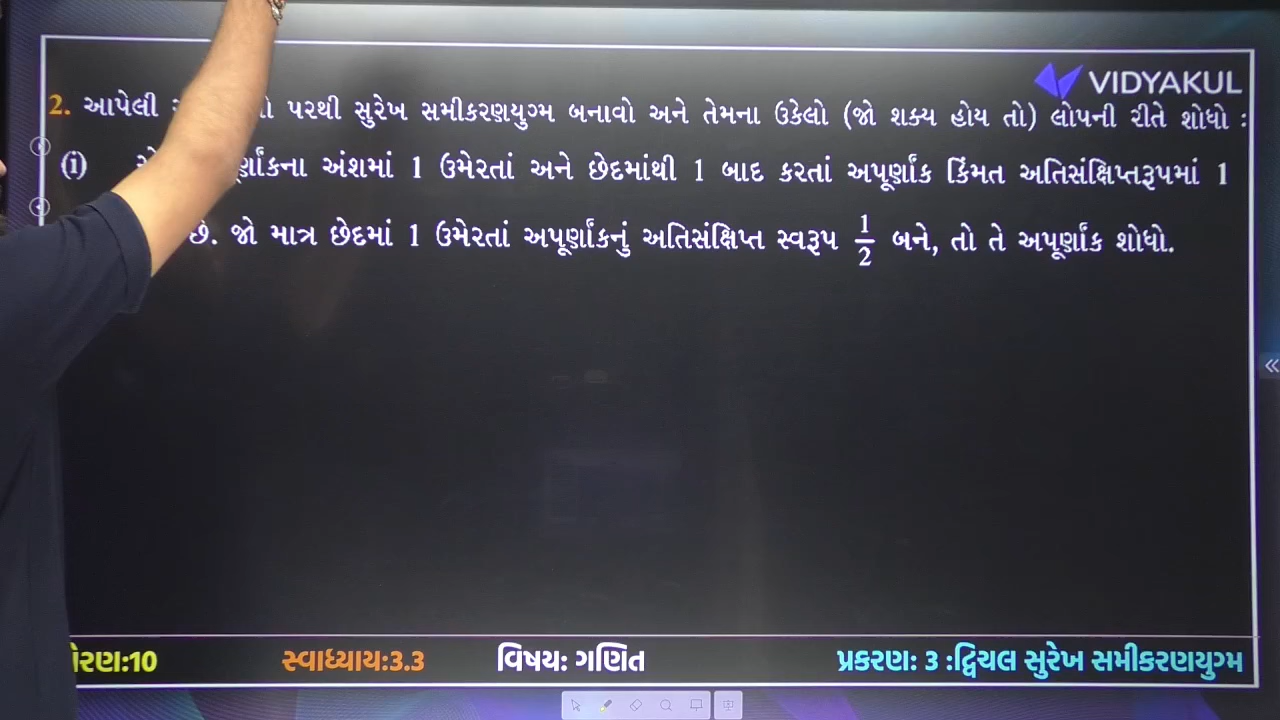 VIDYAKUL
2. આપેલી પરથી સુરેખ સમીકરણયુગ્મ બનાવો અને તેમના ઉકેલો (જો શક્ય હોય તો) લોપની રીતે શોધો :
(i) અંશમાં 1 ઉમેરતાં અને છેદમાંથી 1 બાદ કરતાં અપૂર્ણાંક કિંમત અતિસંક્ષિપ્તરૂપમાં 1
છે. જો માત્ર છેદમાં 1 ઉમેરતાં અપૂર્ણાંકનું અતિસંક્ષિપ્ત સ્વરૂપ 1/2 બને, તો તે અપૂર્ણાંક શોધો.
:10 સ્વાધ્યાય:3.3 વિષય: ગણિત પ્રકરણ: 3 :દ્વિચલ સુરેખ સમીકરણયુગ્મ